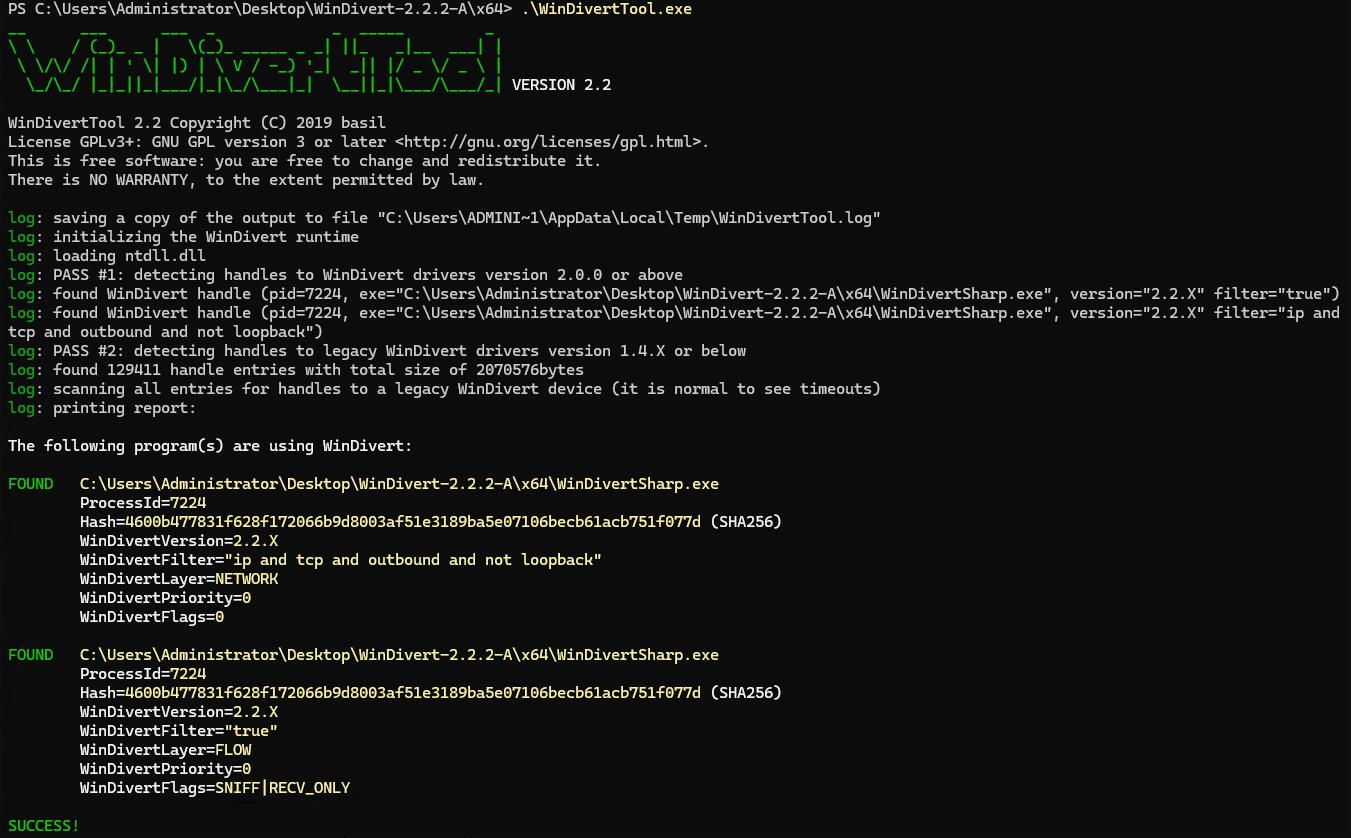 PS C:\Users\Administrator\Desktop\WinDivert-2.2.2-A\x64> .\WinDivertTool.exe
WinDivertTool VERSION 2.2
WinDivertTool 2.2 Copyright (C) 2019 basil
License GPLv3+: GNU GPL version 3 or later <http://gnu.org/licenses/gpl.html>.
This is free software: you are free to change and redistribute it.
There is NO WARRANTY, to the extent permitted by law.
log: saving a copy of the output to file "C:\Users\ADMINI~1\AppData\Local\Temp\WinDivertTool.log"
log: initializing the WinDivert runtime
log: loading ntdll.dll
log: PASS #1: detecting handles to WinDivert drivers version 2.0.0 or above
log: found WinDivert handle (pid=7224, exe="C:\Users\Administrator\Desktop\WinDivert-2.2.2-A\x64\WinDivertSharp.exe", version="2.2.X" filter="true")
log: found WinDivert handle (pid=7224, exe="C:\Users\Administrator\Desktop\WinDivert-2.2.2-A\x64\WinDivertSharp.exe", version="2.2.X" filter="ip and
tcp and outbound and not loopback")
log: PASS #2: detecting handles to legacy WinDivert drivers version 1.4.X or below
log: found 129411 handle entries with total size of 2070576bytes
log: scanning all entries for handles to a legacy WinDivert device (it is normal to see timeouts)
log: printing report:
The following program(s) are using WinDivert:
FOUND C:\Users\Administrator\Desktop\WinDivert-2.2.2-A\x64\WinDivertSharp.exe
ProcessId=7224
Hash=4600b477831f628f172066b9d8003af51e3189ba5e07106becb61acb751f077d (SHA256)
WinDivertVersion=2.2.X
WinDivertFilter="ip and tcp and outbound and not loopback"
WinDivertLayer=NETWORK
WinDivertPriority=0
WinDivertFlags=0
FOUND C:\Users\Administrator\Desktop\WinDivert-2.2.2-A\x64\WinDivertSharp.exe
ProcessId=7224
Hash=4600b477831f628f172066b9d8003af51e3189ba5e07106becb61acb751f077d (SHA256)
WinDivertVersion=2.2.X
WinDivertFilter="true"
WinDivertLayer=FLOW
WinDivertPriority=0
WinDivertFlags=SNIFF|RECV_ONLY
SUCCESS!